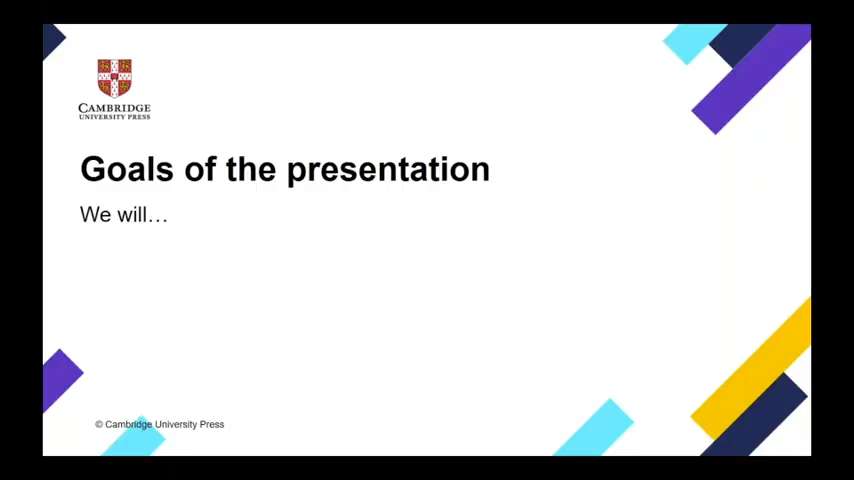 CAMBRIDGE
UNIVERSITY PRESS
Goals of the presentation
We will…
© Cambridge University Press